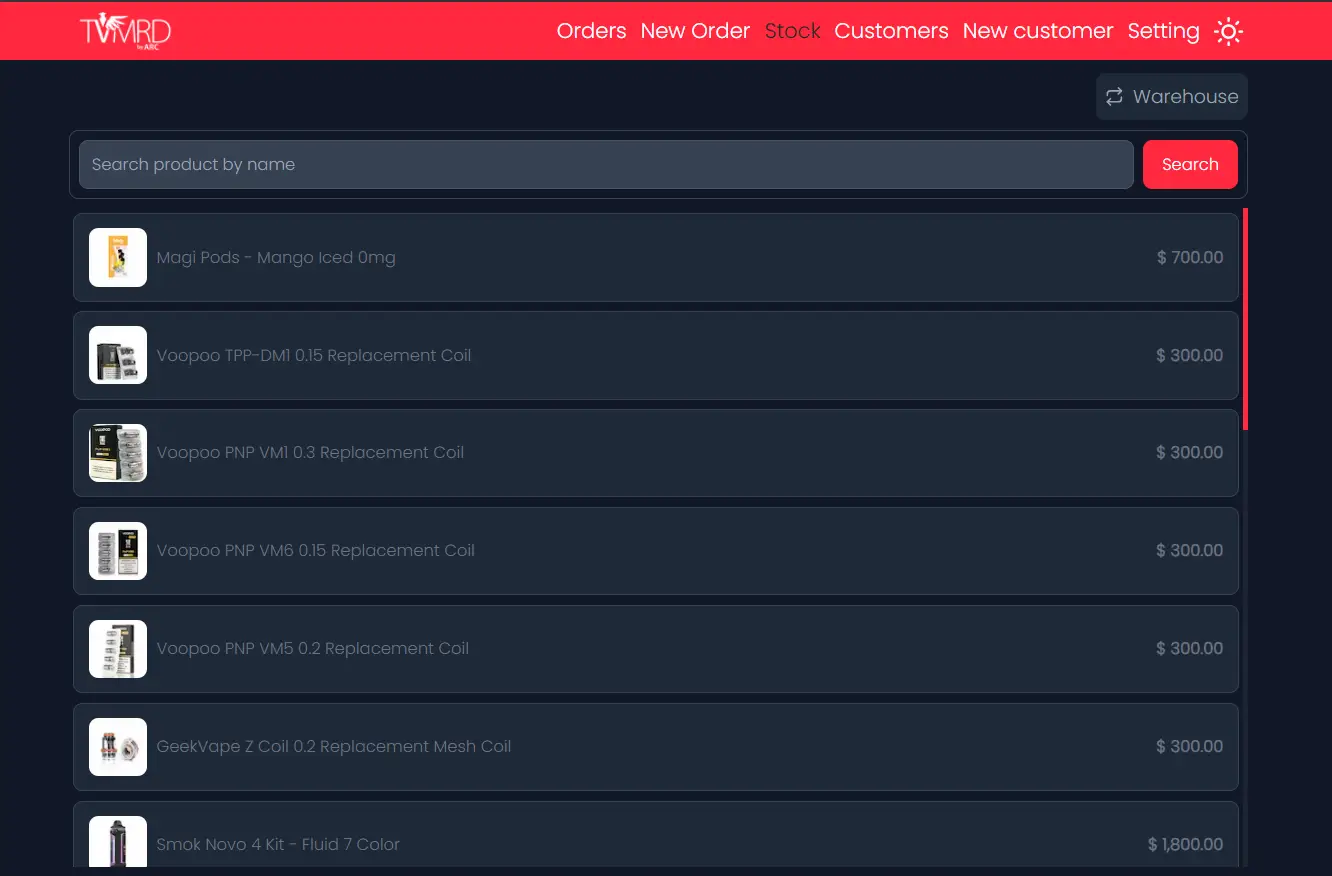 TVMRD
by ARC
Orders New Order Stock Customers New customer Setting
Warehouse
Search product by name
Search
Magi Pods - Mango Iced 0mg
$ 700.00
Voopoo TPP-DM1 0.15 Replacement Coil
$ 300.00
Voopoo PNP VM1 0.3 Replacement Coil
$ 300.00
Voopoo PNP VM6 0.15 Replacement Coil
$ 300.00
Voopoo PNP VM5 0.2 Replacement Coil
$ 300.00
GeekVape Z Coil 0.2 Replacement Mesh Coil
$ 300.00
Smok Novo 4 Kit - Fluid 7 Color
$ 1,800.00